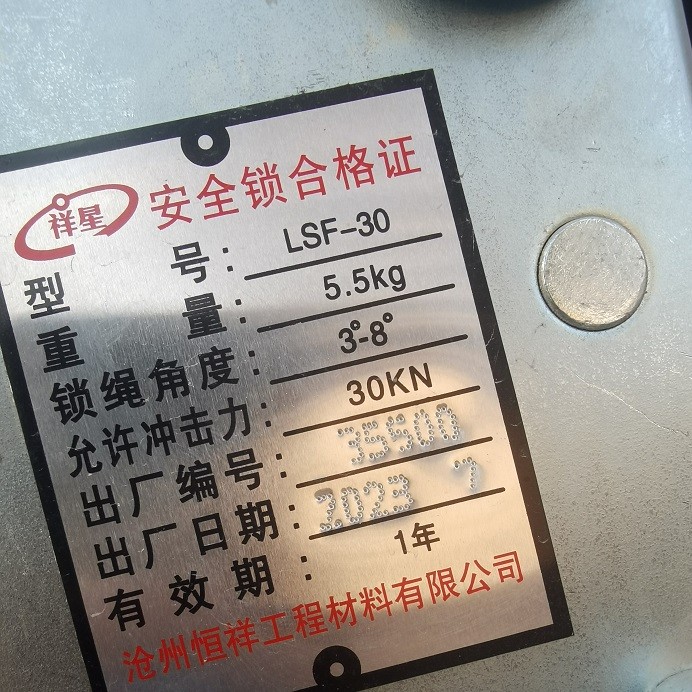 祥星 安全锁合格证
型号: LSF-30
重量: 5.5kg
锁绳角度: 3°-8°
允许冲击力: 30KN
出厂编号: 35500
出厂日期: 2023 7
有效期: 1年
沧州恒祥工程材料有限公司